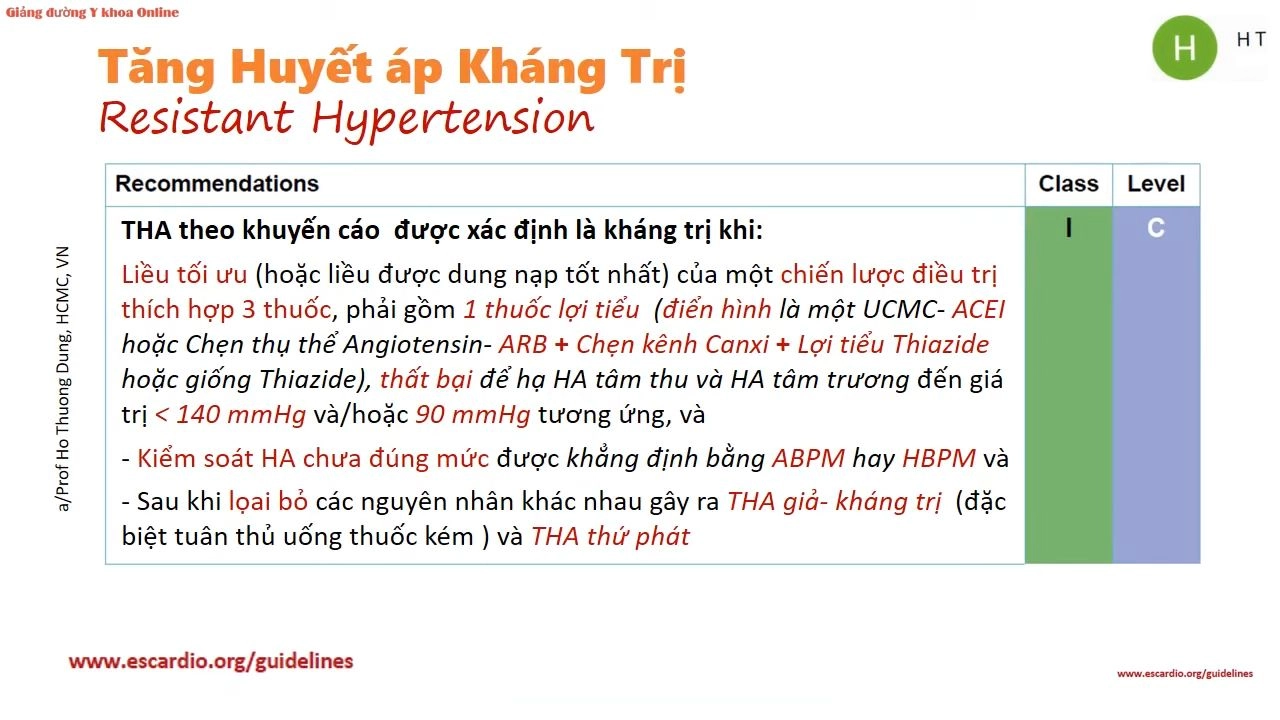 Giảng đường Y khoa Online
H
H T
Tăng Huyết áp Kháng Trị
Resistant Hypertension
Recommendations
Class
Level
THA theo khuyến cáo được xác định là kháng trị khi:
I
C
Liều tối ưu (hoặc liều được dung nạp tốt nhất) của một chiến lược điều trị
thích hợp 3 thuốc, phải gồm 1 thuốc lợi tiểu (điển hình là một UCMC- ACEI
hoặc Chẹn thụ thể Angiotensin- ARB + Chẹn kênh Canxi + Lợi tiểu Thiazide
hoặc giống Thiazide), thất bại để hạ HA tâm thu và HA tâm trương đến giá
trị < 140 mmHg và/hoặc 90 mmHg tương ứng, và
- Kiểm soát HA chưa đúng mức được khẳng định bằng ABPM hay HBPM và
- Sau khi lọai bỏ các nguyên nhân khác nhau gây ra THA giả- kháng trị (đặc
biệt tuân thủ uống thuốc kém ) và THA thứ phát
a/Prof Ho Thuong Dung, HCMC, VN
www.escardio.org/guidelines
www.escardio.org/guidelines